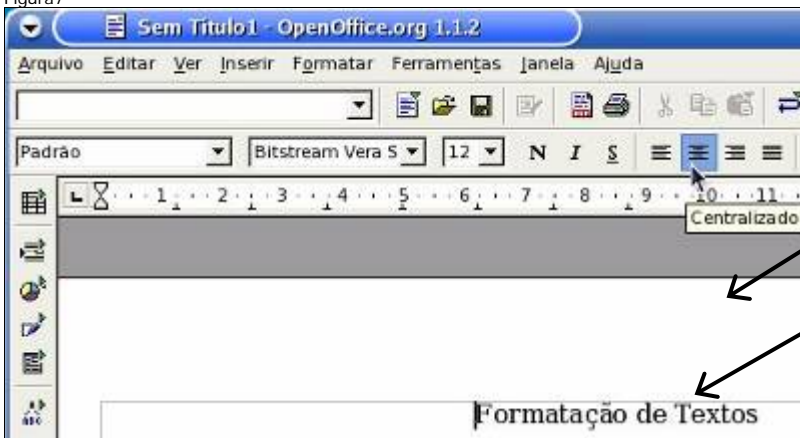 Figura7
Sem Título1 - OpenOffice.org 1.1.2
Arquivo Editar Ver Inserir Formatar Ferramentas Janela Ajuda
Padrão Bitstream Vera S 12 N I S
1 2 3 4 5 6 7 8 9 10 11
Centralizado
Formatação de Textos